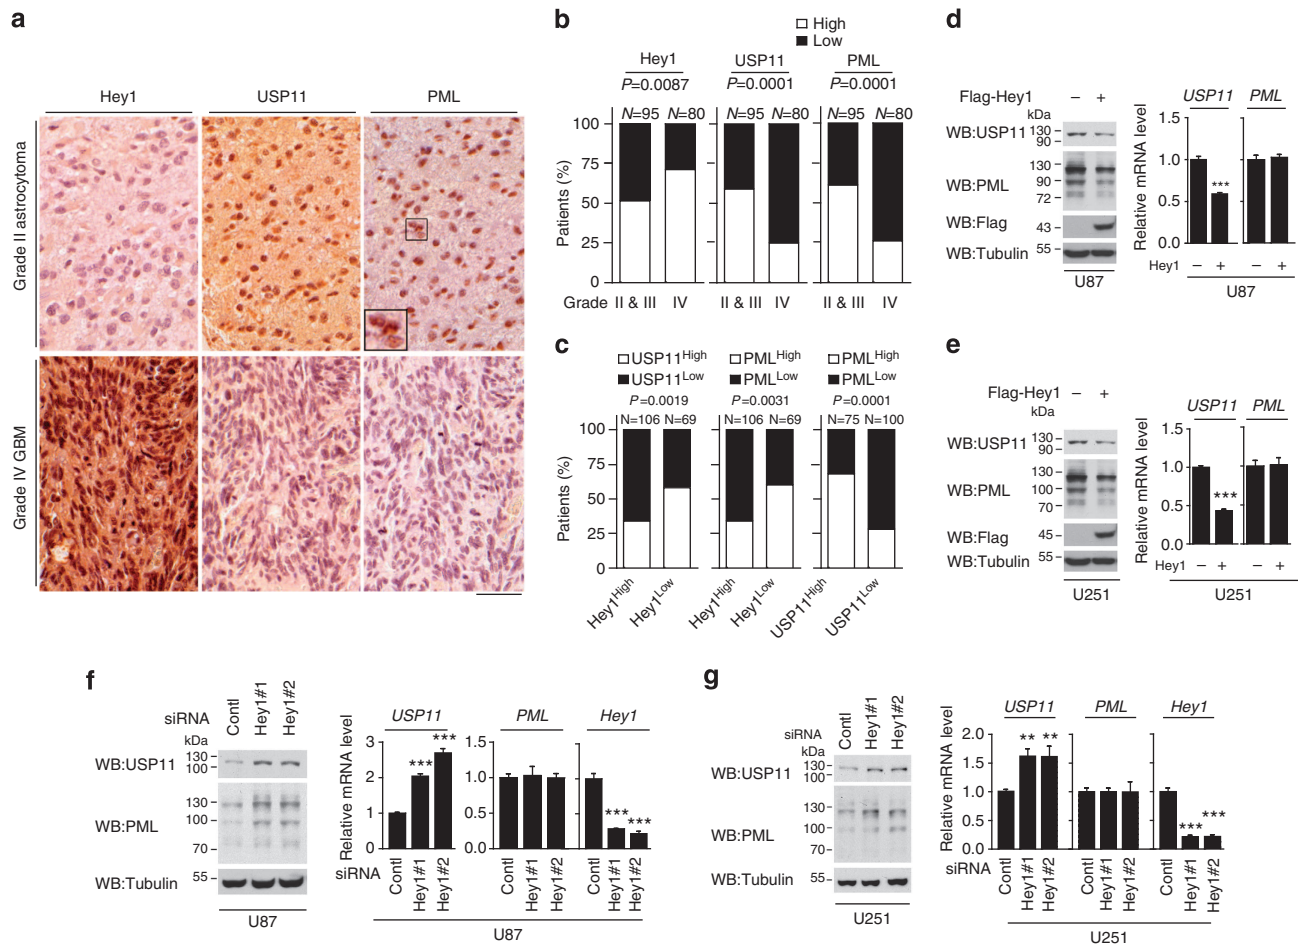 a
Hey1 USP11 PML
Grade II astrocytoma
Grade IV GBM
b
High
Low
Hey1 USP11 PML
P=0.0087 P=0.0001 P=0.0001
N=95 N=80 N=95 N=80 N=95 N=80
100
75
50
25
0
Patients (%)
Grade II & III IV II & III IV II & III IV
c
USP11High PMLHigh PMLHigh
USP11Low PMLLow PMLLow
P=0.0019 P=0.0031 P=0.0001
N=106 N=69 N=106 N=69 N=75 N=100
100
75
50
25
0
Patients (%)
Hey1High Hey1Low Hey1High Hey1Low USP11High USP11Low
d
Flag-Hey1 – +
kDa
WB:USP11 130
90
WB:PML 130
90
72
WB:Flag 43
WB:Tubulin 55
U87
USP11 PML
Relative mRNA level
1.5
1.0
0.5
0.0
***
Hey1 – + – +
U87
e
Flag-Hey1 – +
kDa
WB:USP11 130
90
WB:PML 130
100
70
WB:Flag 45
WB:Tubulin 55
U251
USP11 PML
Relative mRNA level
1.5
1.0
0.5
0.0
***
Hey1 – + – +
U251
f
siRNA Contl Hey1#1 Hey1#2
kDa
WB:USP11 130
100
WB:PML 130
100
70
WB:Tubulin 55
U87
USP11 PML Hey1
Relative mRNA level
3
2
1
0
*** ***
1.5
1.0
0.5
0.0
*** ***
siRNA Contl Hey1#1 Hey1#2 Contl Hey1#1 Hey1#2 Contl Hey1#1 Hey1#2
U87
g
siRNA Contl Hey1#1 Hey1#2
kDa
WB:USP11 130
100
WB:PML 130
100
70
WB:Tubulin 55
U251
USP11 PML Hey1
Relative mRNA level
2.0
1.5
1.0
0.5
0.0
** **
*** ***
siRNA Contl Hey1#1 Hey1#2 Contl Hey1#1 Hey1#2 Contl Hey1#1 Hey1#2
U251